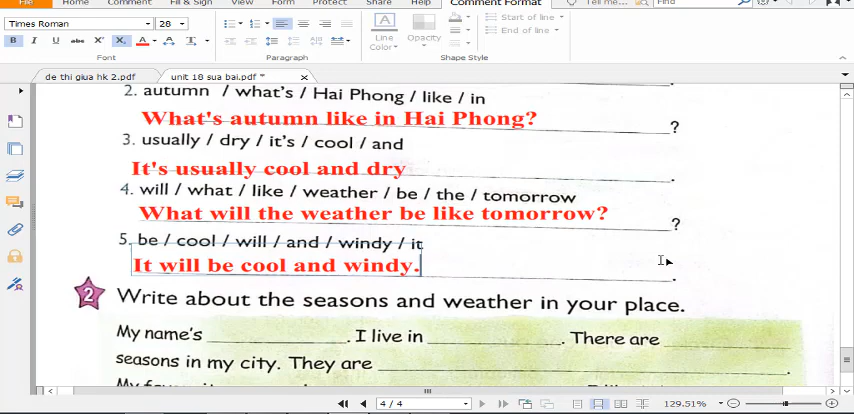 File Home Comment Fill & Sign View Form Protect Share Help Comment Format Tell me... Find
Times Roman 28 Start of line
B I U abc X X A A Line Color Opacity End of line
Font Paragraph Shape Style
de thi giua hk 2.pdf unit 18 sua bai.pdf * ×
2. autumn / what's / Hai Phong / like / in
What's autumn like in Hai Phong?
?
3. usually / dry / it's / cool / and
It's usually cool and dry
.
4. will / what / like / weather / be / the / tomorrow
What will the weather be like tomorrow?
?
5. be / cool / will / and / windy / it
It will be cool and windy.
.
2 Write about the seasons and weather in your place.
My name's ____________. I live in ____________. There are ____________
seasons in my city. They are ____________.
4 / 4 129.51%